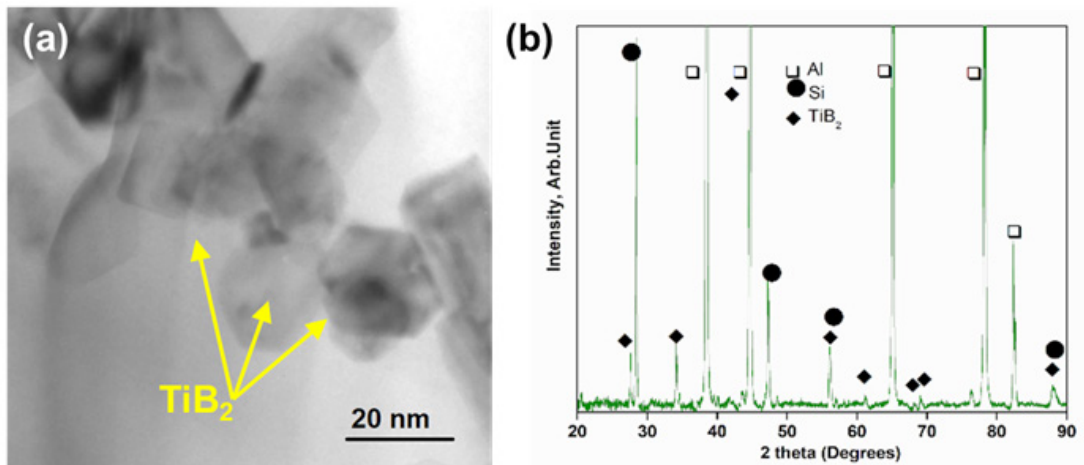 (a)
TiB₂
20 nm
(b)
Al
Si
TiB₂
Intensity, Arb.Unit
20 30 40 50 60 70 80 90
2 theta (Degrees)